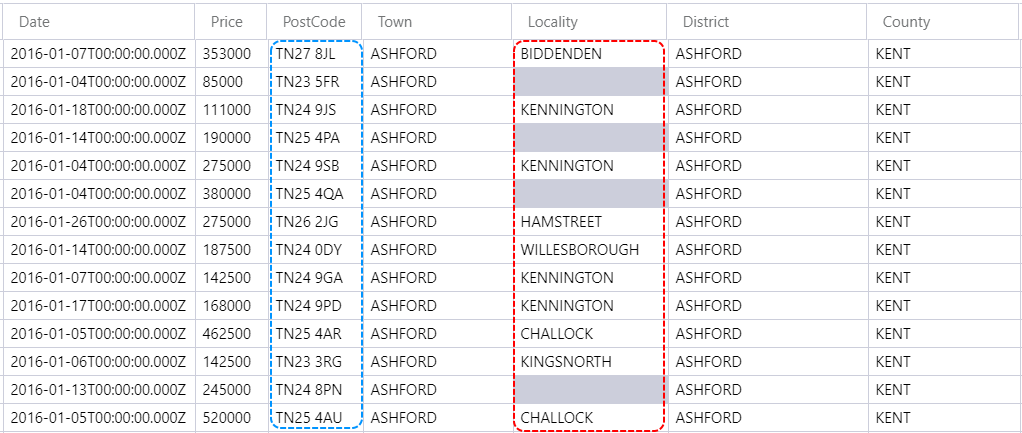 Date Price PostCode Town Locality District County
2016-01-07T00:00:00.000Z 353000 TN27 8JL ASHFORD BIDDENDEN ASHFORD KENT
2016-01-04T00:00:00.000Z 85000 TN23 5FR ASHFORD ASHFORD KENT
2016-01-18T00:00:00.000Z 111000 TN24 9JS ASHFORD KENNINGTON ASHFORD KENT
2016-01-14T00:00:00.000Z 190000 TN25 4PA ASHFORD ASHFORD KENT
2016-01-04T00:00:00.000Z 275000 TN24 9SB ASHFORD KENNINGTON ASHFORD KENT
2016-01-04T00:00:00.000Z 380000 TN25 4QA ASHFORD ASHFORD KENT
2016-01-26T00:00:00.000Z 275000 TN26 2JG ASHFORD HAMSTREET ASHFORD KENT
2016-01-14T00:00:00.000Z 187500 TN24 0DY ASHFORD WILLESBOROUGH ASHFORD KENT
2016-01-07T00:00:00.000Z 142500 TN24 9GA ASHFORD KENNINGTON ASHFORD KENT
2016-01-17T00:00:00.000Z 168000 TN24 9PD ASHFORD KENNINGTON ASHFORD KENT
2016-01-05T00:00:00.000Z 462500 TN25 4AR ASHFORD CHALLOCK ASHFORD KENT
2016-01-06T00:00:00.000Z 142500 TN23 3RG ASHFORD KINGSNORTH ASHFORD KENT
2016-01-13T00:00:00.000Z 245000 TN24 8PN ASHFORD ASHFORD KENT
2016-01-05T00:00:00.000Z 520000 TN25 4AU ASHFORD CHALLOCK ASHFORD KENT